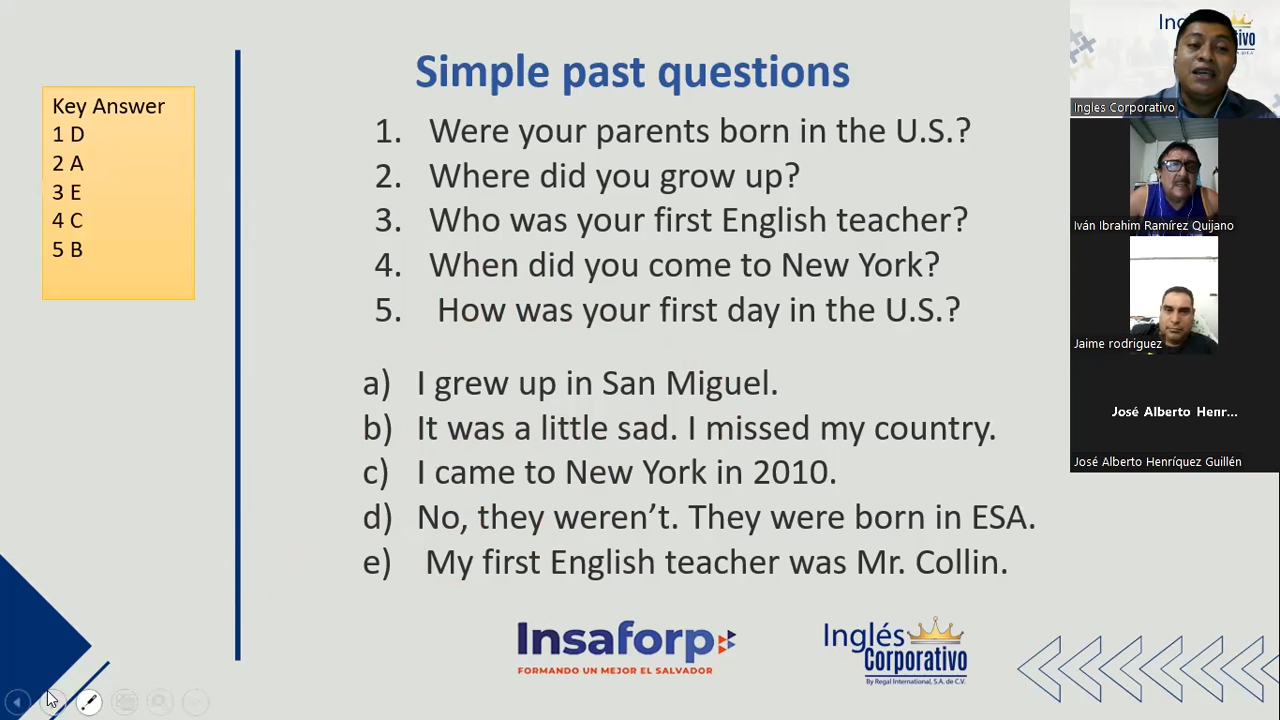 Simple past questions
Key Answer
1 D
2 A
3 E
4 C
5 B
1. Were your parents born in the U.S.?
2. Where did you grow up?
3. Who was your first English teacher?
4. When did you come to New York?
5. How was your first day in the U.S.?
a) I grew up in San Miguel.
b) It was a little sad. I missed my country.
c) I came to New York in 2010.
d) No, they weren’t. They were born in ESA.
e) My first English teacher was Mr. Collin.
Insaforp
FORMANDO UN MEJOR EL SALVADOR
Inglés
Corporativo
By Regal International, S.A. de C.V.
Ingles Corporativo
Iván Ibrahim Ramírez Quijano
Jaime rodriguez
José Alberto Henr...
José Alberto Henríquez Guillén